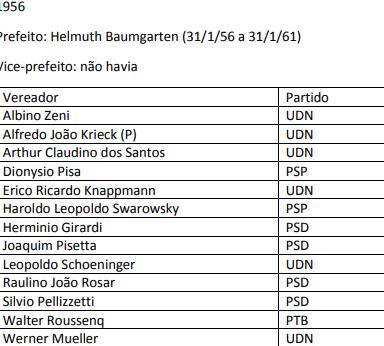 1956
Prefeito: Helmuth Baumgarten (31/1/56 a 31/1/61)
Vice-prefeito: não havia
Vereador Partido
Albino Zeni UDN
Alfredo João Krieck (P) UDN
Arthur Claudino dos Santos UDN
Dionysio Pisa PSP
Erico Ricardo Knappmann UDN
Haroldo Leopoldo Swarowsky PSP
Herminio Girardi PSD
Joaquim Pisetta PSD
Leopoldo Schoeninger UDN
Raulino João Rosar PSD
Silvio Pellizzetti PSD
Walter Roussenq PTB
Werner Mueller UDN